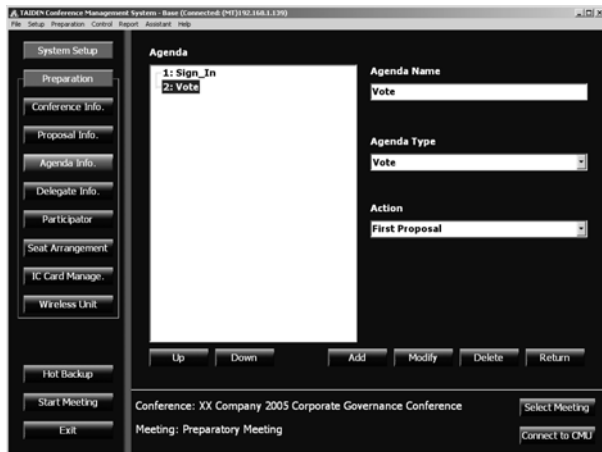 TAIDEN Conference Management System - Base (Connected: (MT)192.168.1.139)
File Setup Preparation Control Report Assistant Help
System Setup
Preparation
Conference Info.
Proposal Info.
Agenda Info.
Delegate Info.
Participator
Seat Arrangement
IC Card Manage.
Wireless Unit
Hot Backup
Start Meeting
Exit
Agenda
1: Sign_In
2: Vote
Agenda Name
Vote
Agenda Type
Vote
Action
First Proposal
Up Down Add Modify Delete Return
Conference: XX Company 2005 Corporate Governance Conference
Meeting: Preparatory Meeting
Select Meeting
Connect to CMU